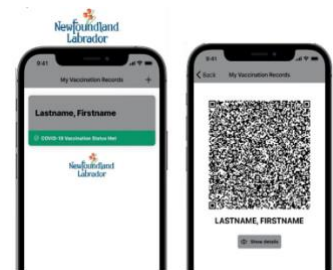 Newfoundland
Labrador
9:41
My Vaccination Records +
Lastname, Firstname
COVID-19 Vaccination Status Met
Newfoundland
Labrador
9:41
Back My Vaccination Records
LASTNAME, FIRSTNAME
Show details